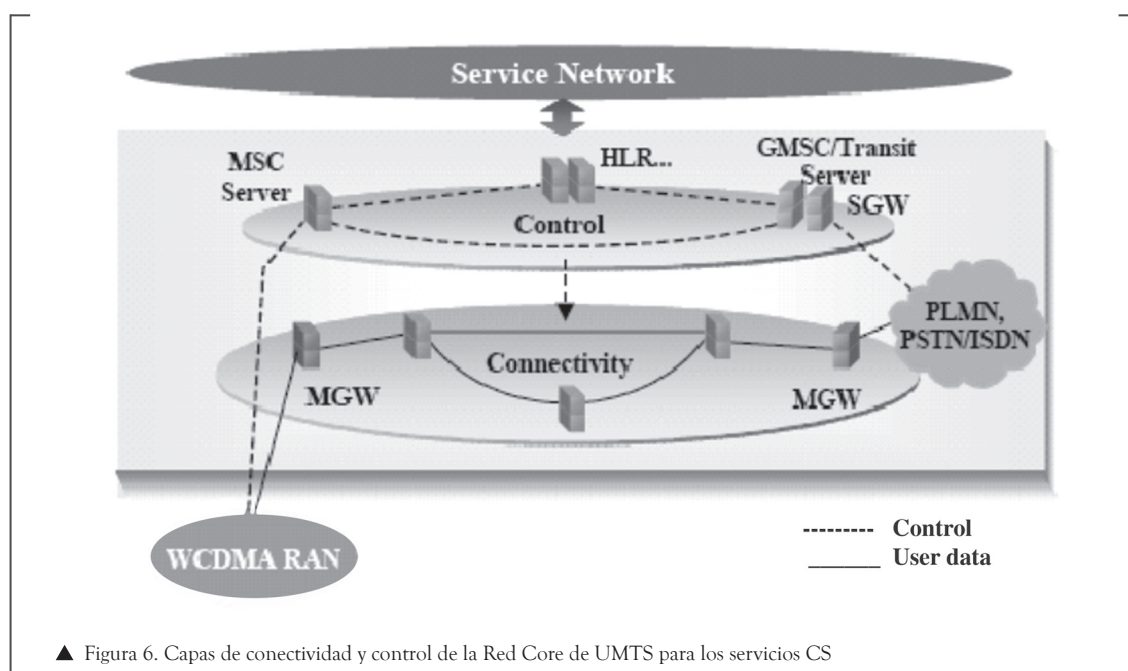 Service Network
MSC
Server
HLR...
GMSC/Transit
Server
SGW
Control
PLMN,
PSTN/ISDN
Connectivity
MGW
MGW
WCDMA RAN
Control
User data
▲ Figura 6. Capas de conectividad y control de la Red Core de UMTS para los servicios CS